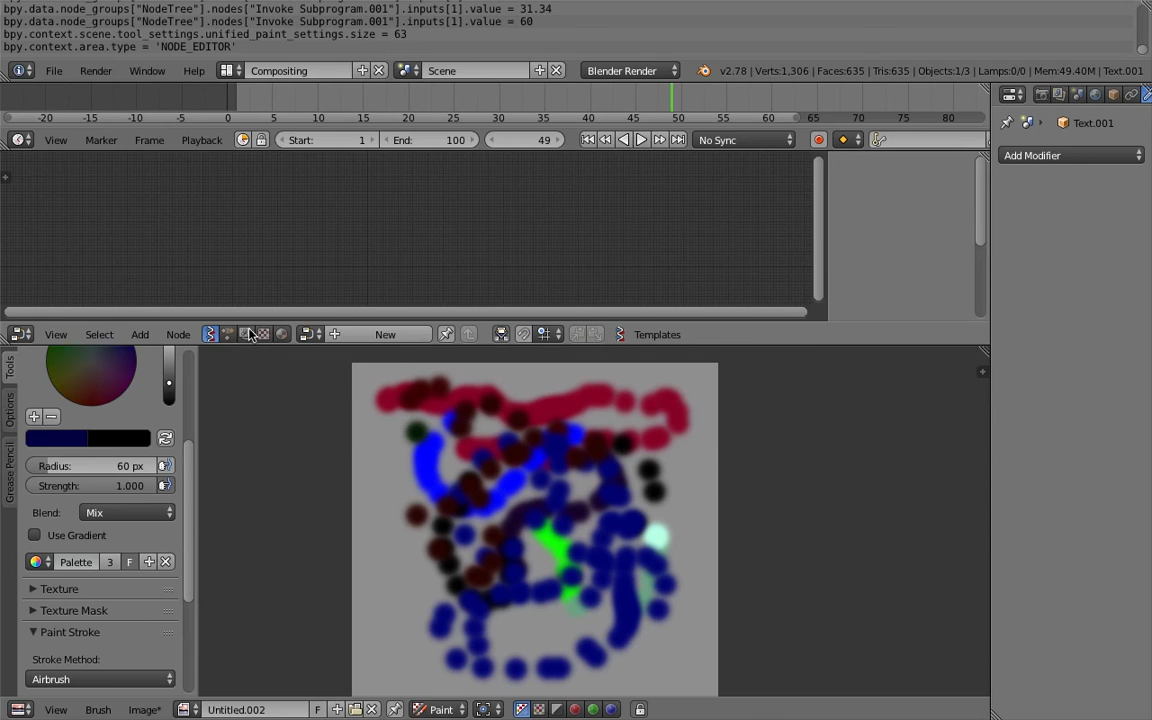 bpy.data.node_groups["NodeTree"].nodes["Invoke Subprogram.001"].inputs[1].value = 31.34
bpy.data.node_groups["NodeTree"].nodes["Invoke Subprogram.001"].inputs[1].value = 60
bpy.context.scene.tool_settings.unified_paint_settings.size = 63
bpy.context.area.type = 'NODE_EDITOR'
File Render Window Help Compositing Scene Blender Render v2.78 | Verts:1,306 | Faces:635 | Tris:635 | Objects:1/3 | Lamps:0/0 | Mem:49.40M | Text.001
-20 -15 -10 -5 0 5 10 15 20 25 30 35 40 45 50 55 60 65 70 75 80
Text.001
View Marker Frame Playback Start: 1 End: 100 49 No Sync
Add Modifier
View Select Add Node New Templates
Tools
Options
Grease Pencil
Radius: 60 px
Strength: 1.000
Blend: Mix
Use Gradient
Palette 3 F
Texture
Texture Mask
Paint Stroke
Stroke Method:
Airbrush
View Brush Image* Untitled.002 F Paint